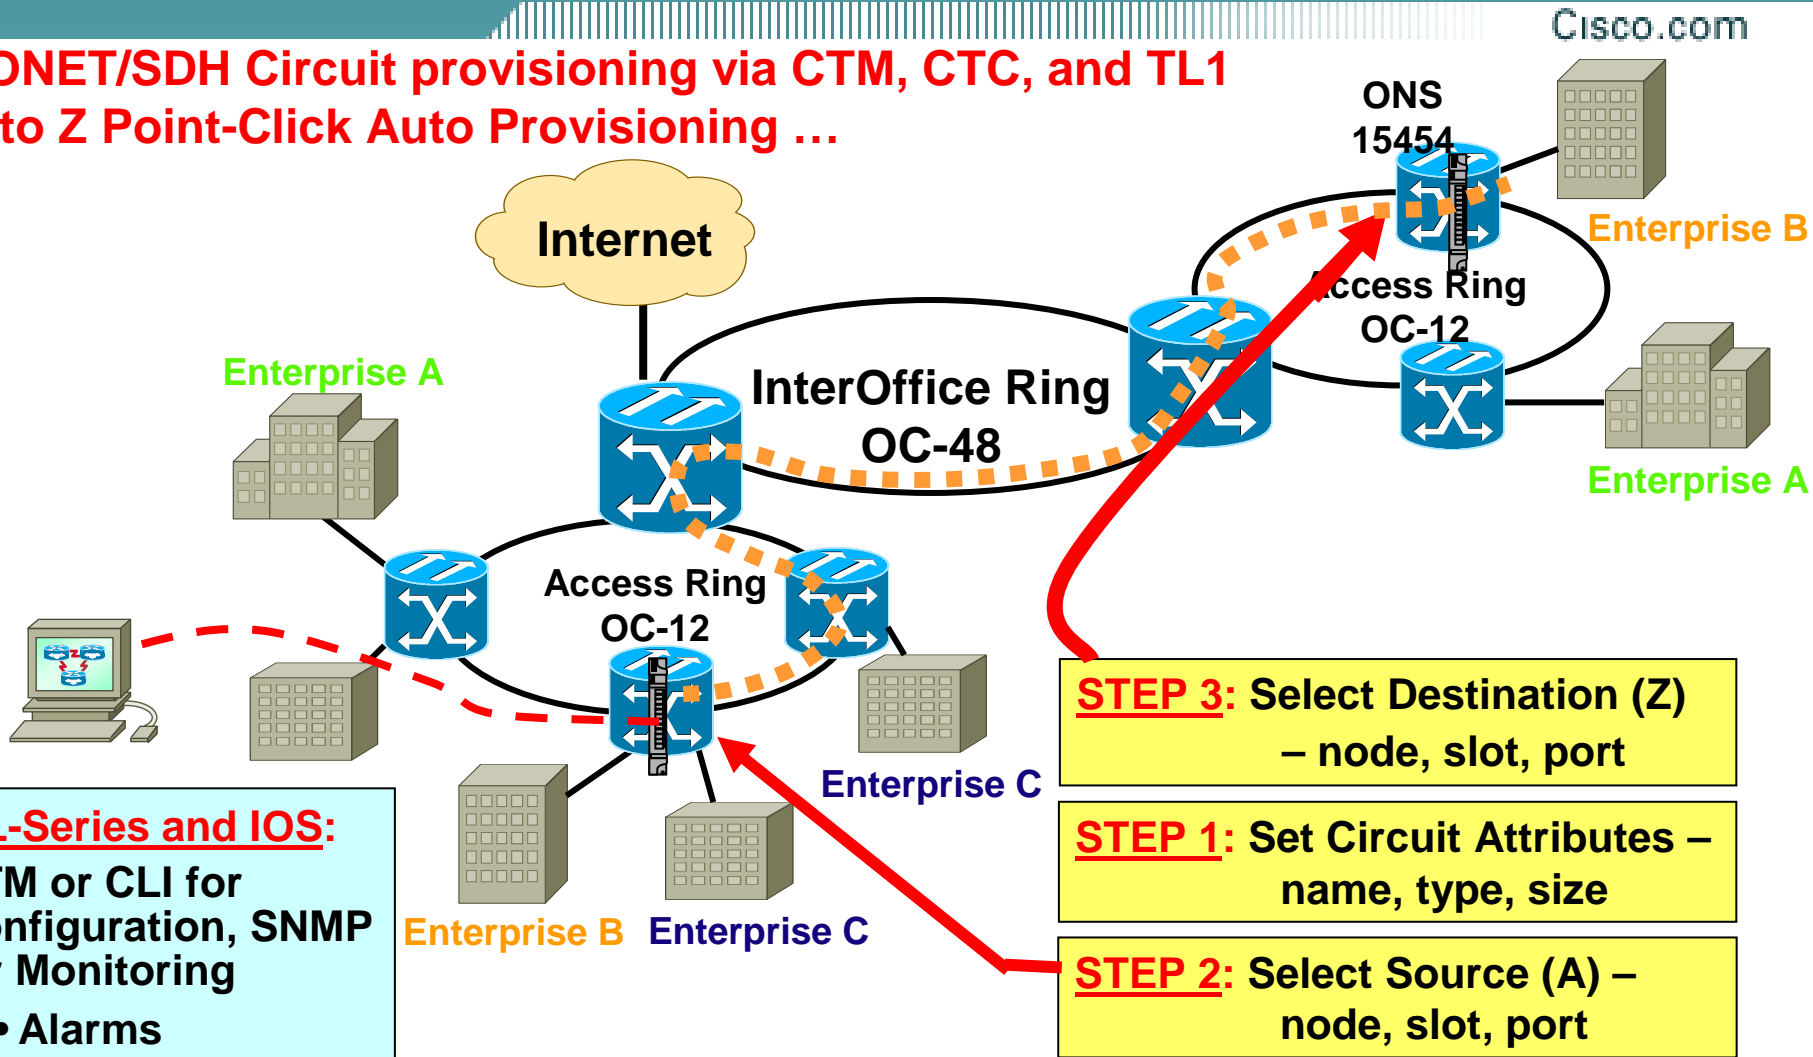 Cisco.com
ONET/SDH Circuit provisioning via CTM, CTC, and TL1
to Z Point-Click Auto Provisioning …
ONS
15454
Enterprise B
Internet
Access Ring
OC-12
Enterprise A
InterOffice Ring
OC-48
Enterprise A
Access Ring
OC-12
Enterprise C
Enterprise B
Enterprise C
STEP 3: Select Destination (Z)
– node, slot, port
STEP 1: Set Circuit Attributes –
name, type, size
STEP 2: Select Source (A) –
node, slot, port
L-Series and IOS:
TM or CLI for
onfiguration, SNMP
r Monitoring
• Alarms